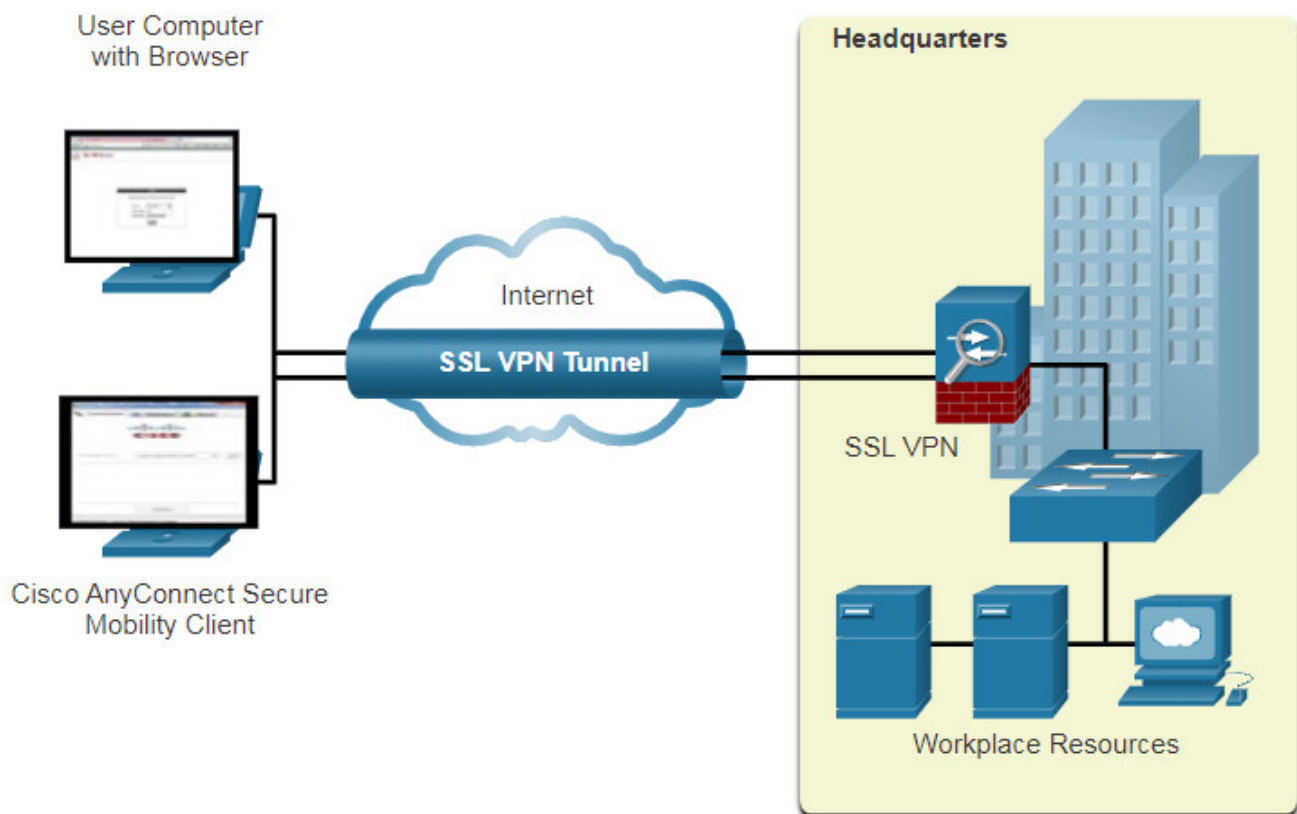 User Computer
with Browser
Headquarters
Internet
SSL VPN Tunnel
SSL VPN
Cisco AnyConnect Secure
Mobility Client
Workplace Resources